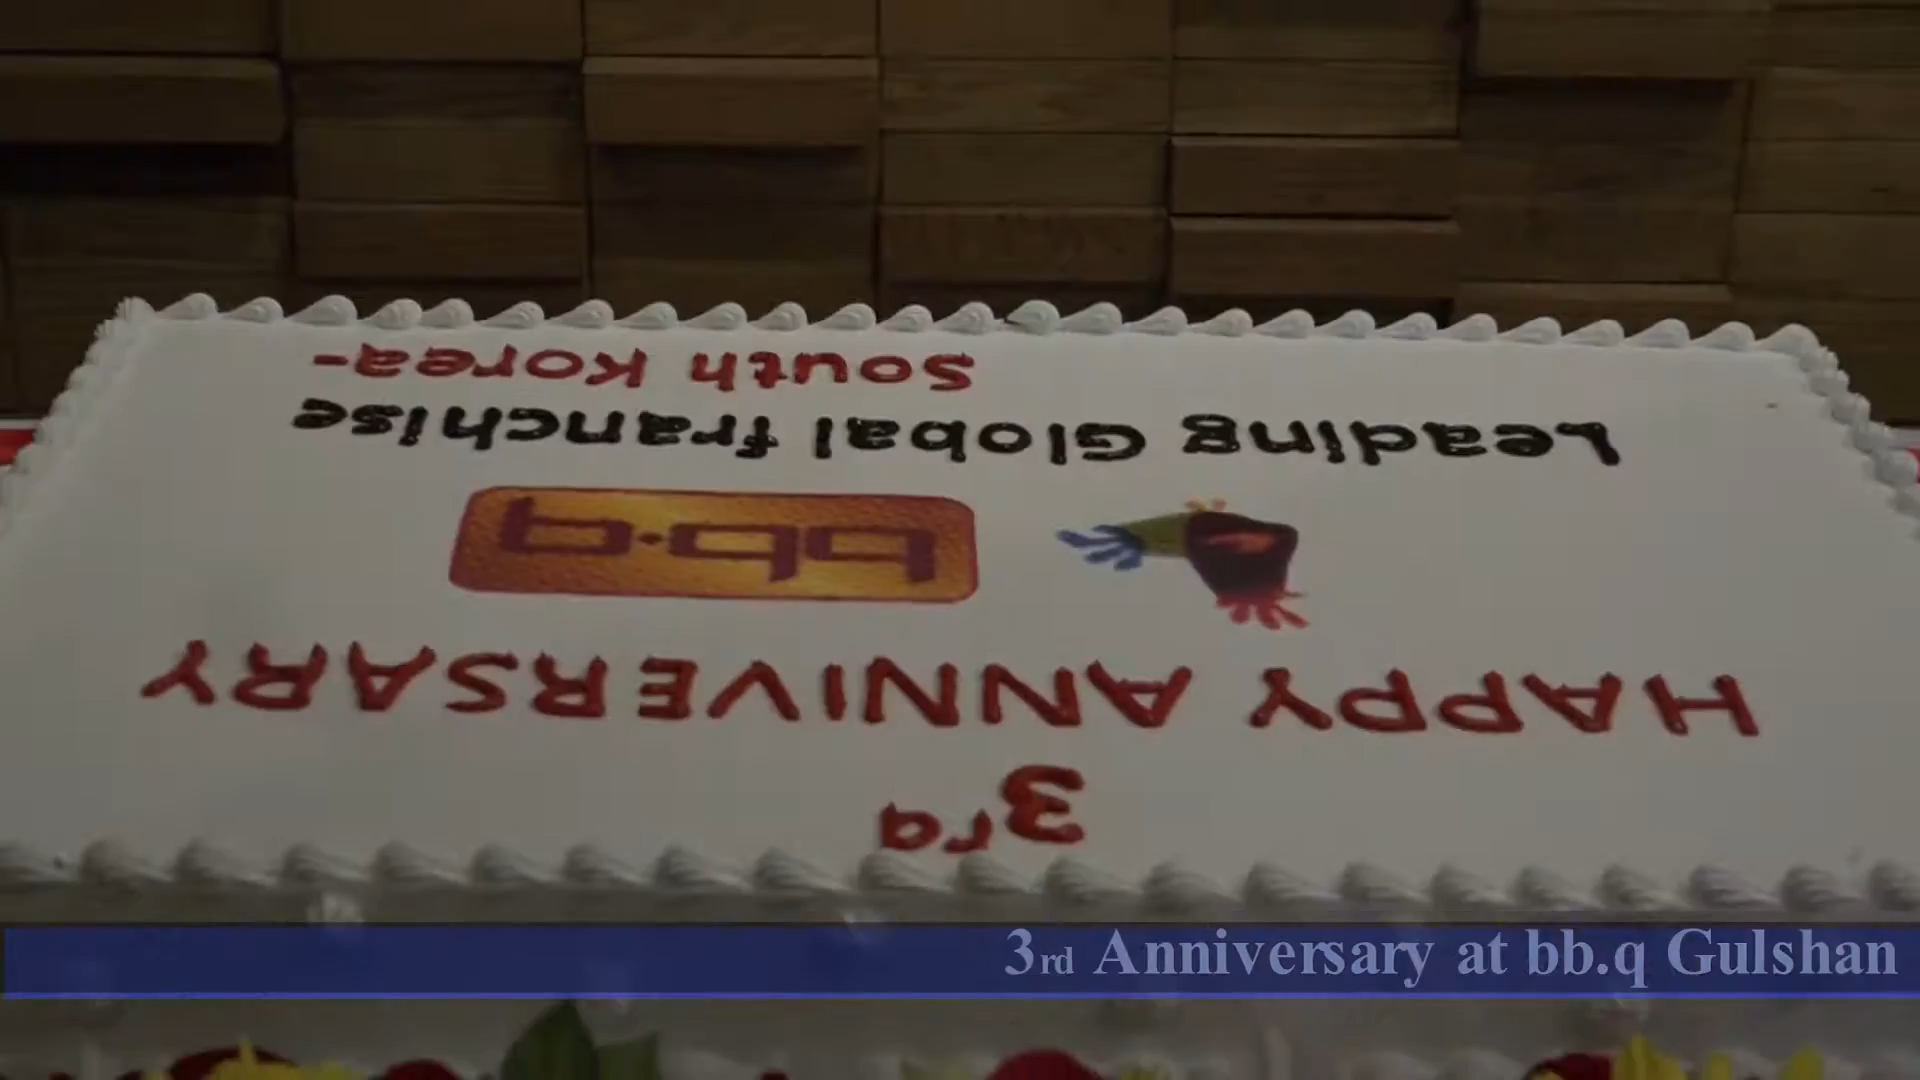 3rd
HAPPY ANNIVERSARY
bb.q
Leading Global franchise
South Korea-
3rd Anniversary at bb.q Gulshan